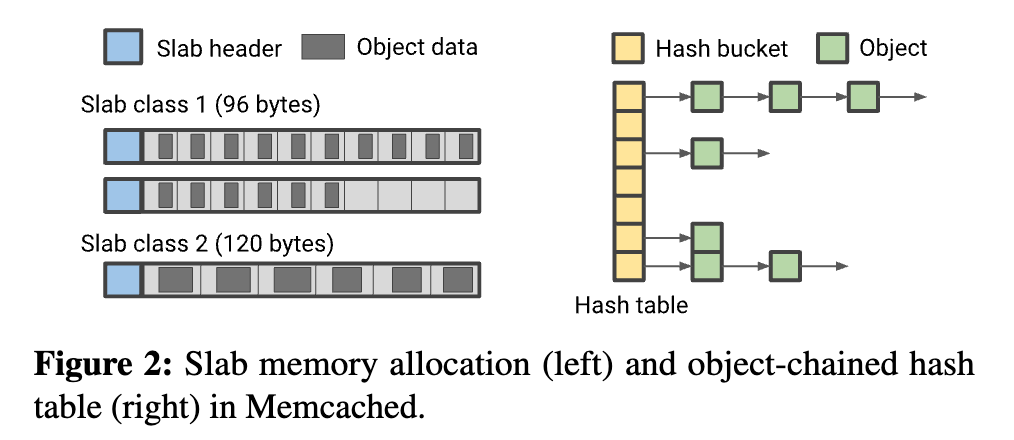 Slab header Object data
Slab class 1 (96 bytes)
Slab class 2 (120 bytes)
Hash bucket Object
Hash table
Figure 2: Slab memory allocation (left) and object-chained hash
table (right) in Memcached.